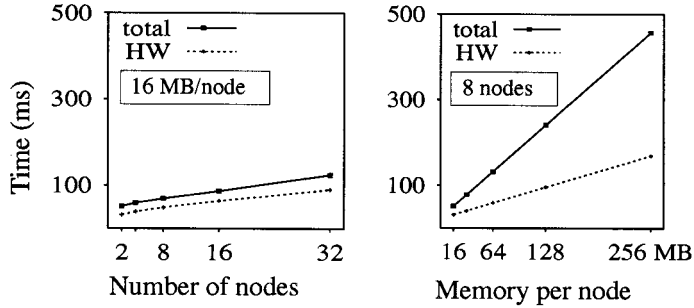 500
total
HW
16 MB/node
300
100
Time (ms)
2 8 16 32
Number of nodes
500
total
HW
8 nodes
300
100
16 64 128 256 MB
Memory per node